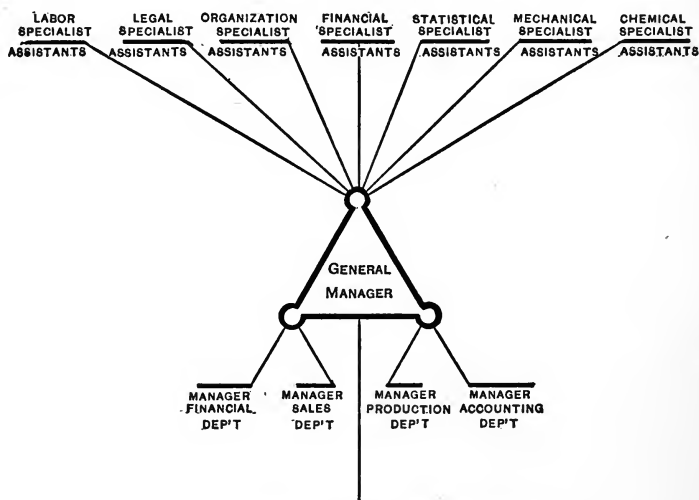 LABOR
SPECIALIST
ASSISTANTS
LEGAL
SPECIALIST
ASSISTANTS
ORGANIZATION
SPECIALIST
ASSISTANTS
FINANCIAL
SPECIALIST
ASSISTANTS
STATISTICAL
SPECIALIST
ASSISTANTS
MECHANICAL
SPECIALIST
ASSISTANTS
CHEMICAL
SPECIALIST
ASSISTANTS
GENERAL
MANAGER
MANAGER
FINANCIAL
DEP'T
MANAGER
SALES
DEP'T
MANAGER
PRODUCTION
DEP'T
MANAGER
ACCOUNTING
DEP'T